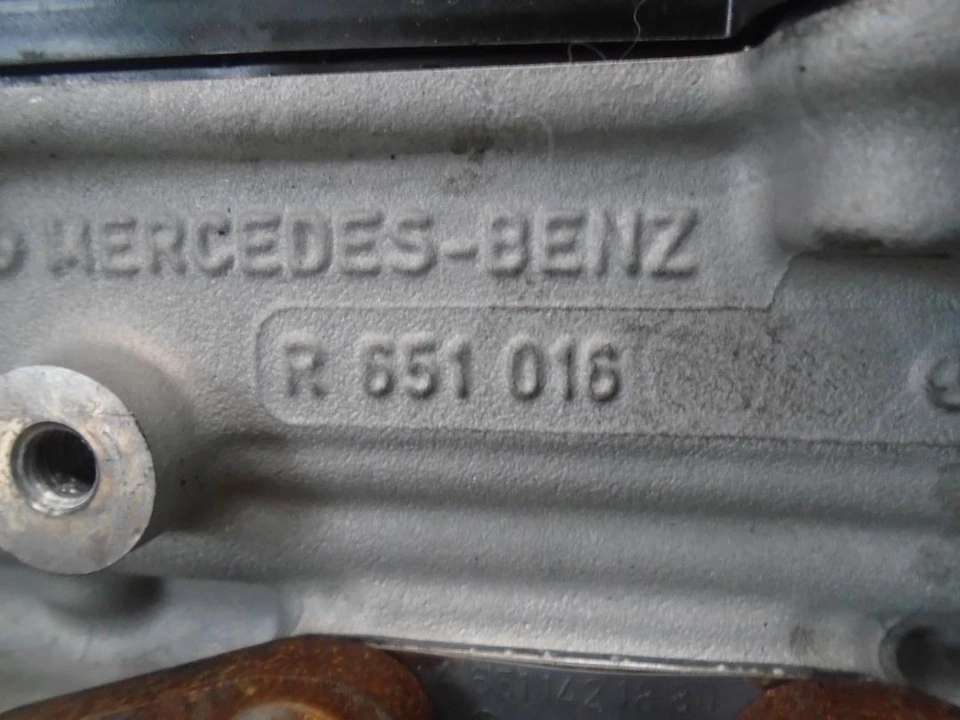 MERCEDES-BENZ
R 651 016